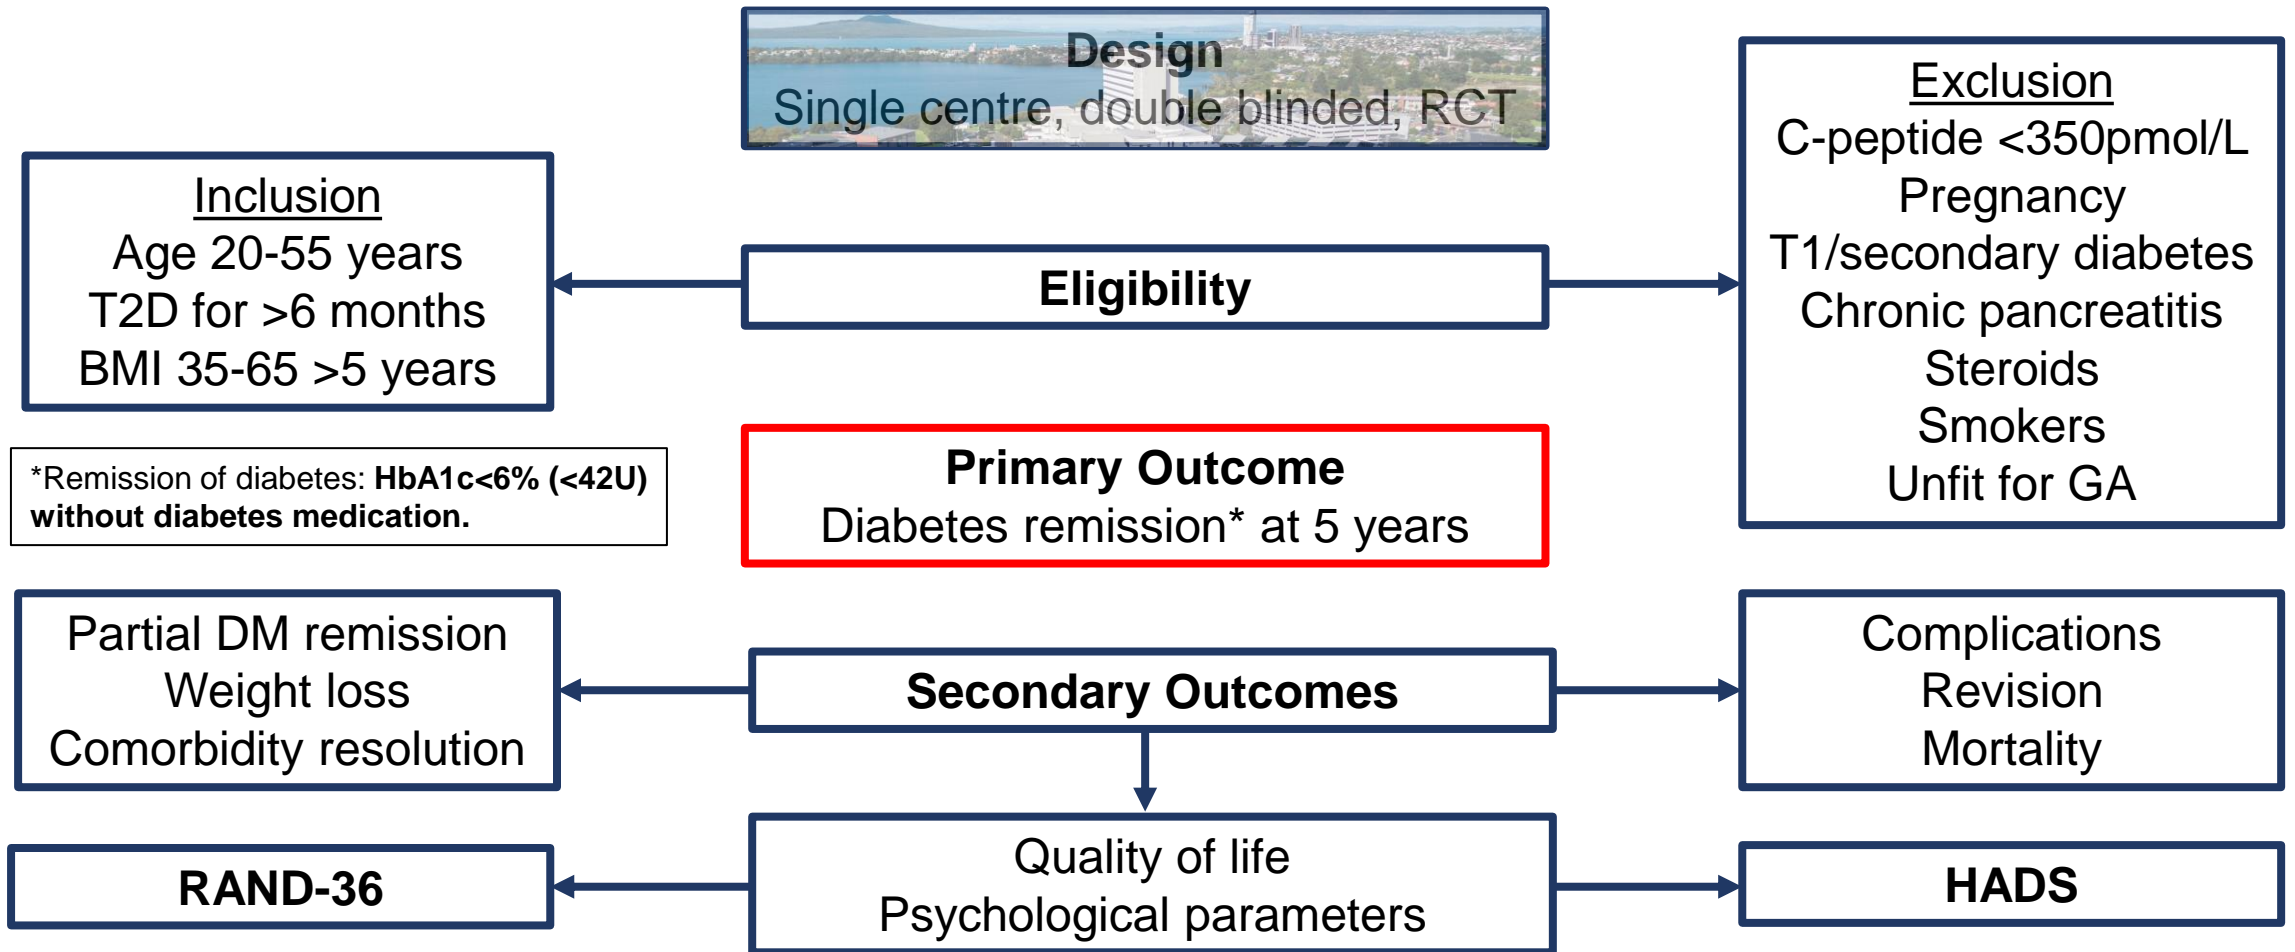 Design
Single centre, double blinded, RCT
Inclusion
Age 20-55 years
T2D for >6 months
BMI 35-65 >5 years
Eligibility
Exclusion
C-peptide <350pmol/L
Pregnancy
T1/secondary diabetes
Chronic pancreatitis
Steroids
Smokers
Unfit for GA
*Remission of diabetes: HbA1c<6% (<42U)
without diabetes medication.
Primary Outcome
Diabetes remission* at 5 years
Partial DM remission
Weight loss
Comorbidity resolution
Secondary Outcomes
Complications
Revision
Mortality
RAND-36
Quality of life
Psychological parameters
HADS